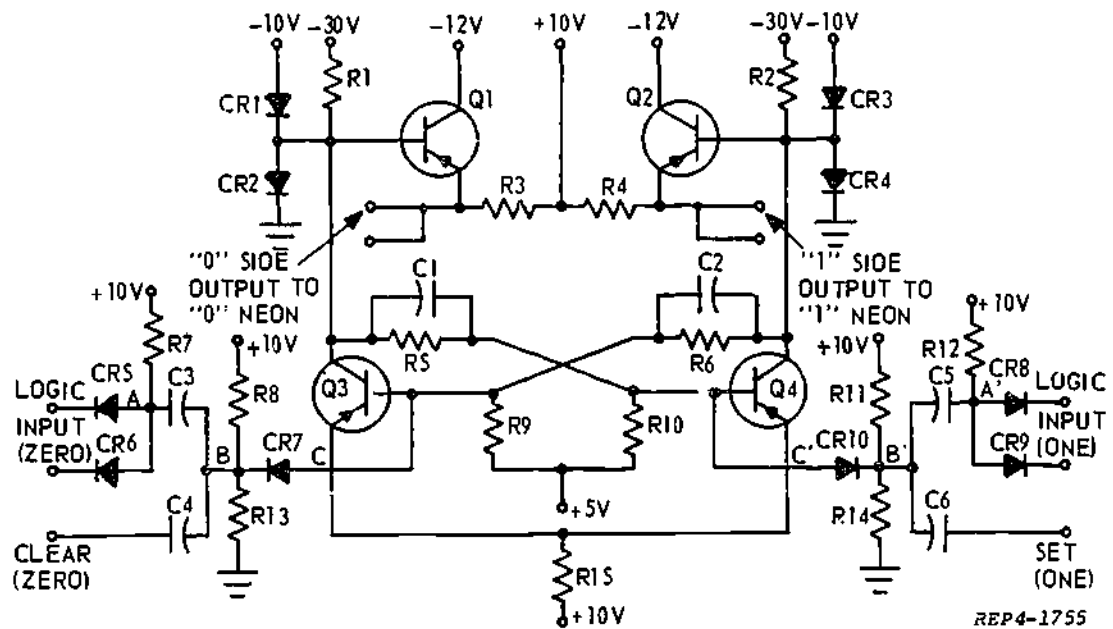 -10V -30V -12V +10V -12V -30V -10V
R1 R2
Q1 Q2
CR1 CR3
CR2 CR4
R3 R4
"0" SIDE
OUTPUT TO
"0" NEON
"1" SIDE
OUTPUT TO
"1" NEON
C1 C2
+10V +10V
R7 R12
+10V +10V
R5 R6
CR5 C3 R8 Q3 Q4 R11 C5 CR8
LOGIC
INPUT
(ZERO)
A A'
LOGIC
INPUT
(ONE)
CR6 CR7 R9 R10 CR10 CR9
B C C' B'
C4 R13 R14 C6
+5V
CLEAR
(ZERO)
SET
(ONE)
R15
+10V
REP4-1755